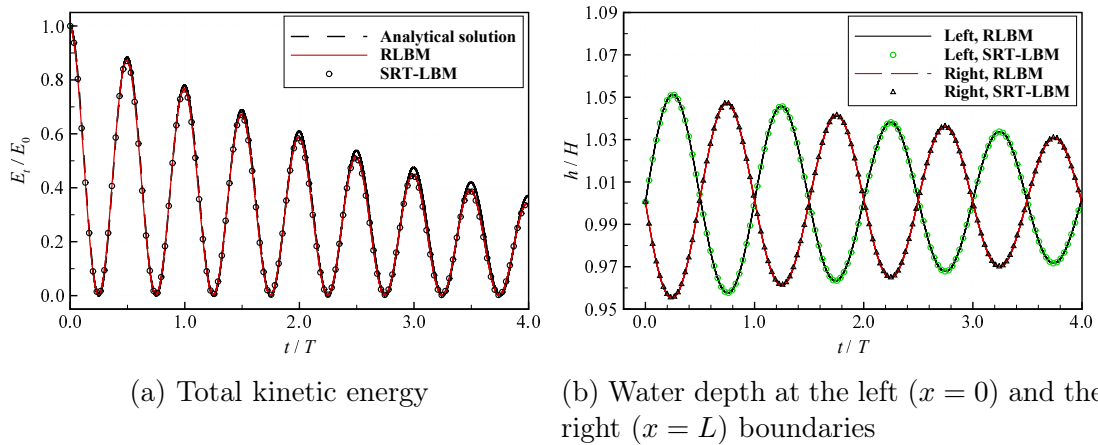 1.0
0.8
0.6
0.4
0.2
0.0
E_t / E_0
Analytical solution
RLBM
SRT-LBM
0.0
1.0
2.0
3.0
4.0
t / T
(a) Total kinetic energy
1.09
1.07
1.05
1.03
1.01
0.99
0.97
0.95
h / H
Left, RLBM
Left, SRT-LBM
Right, RLBM
Right, SRT-LBM
0.0
1.0
2.0
3.0
4.0
t / T
(b) Water depth at the left (x = 0) and the
right (x = L) boundaries